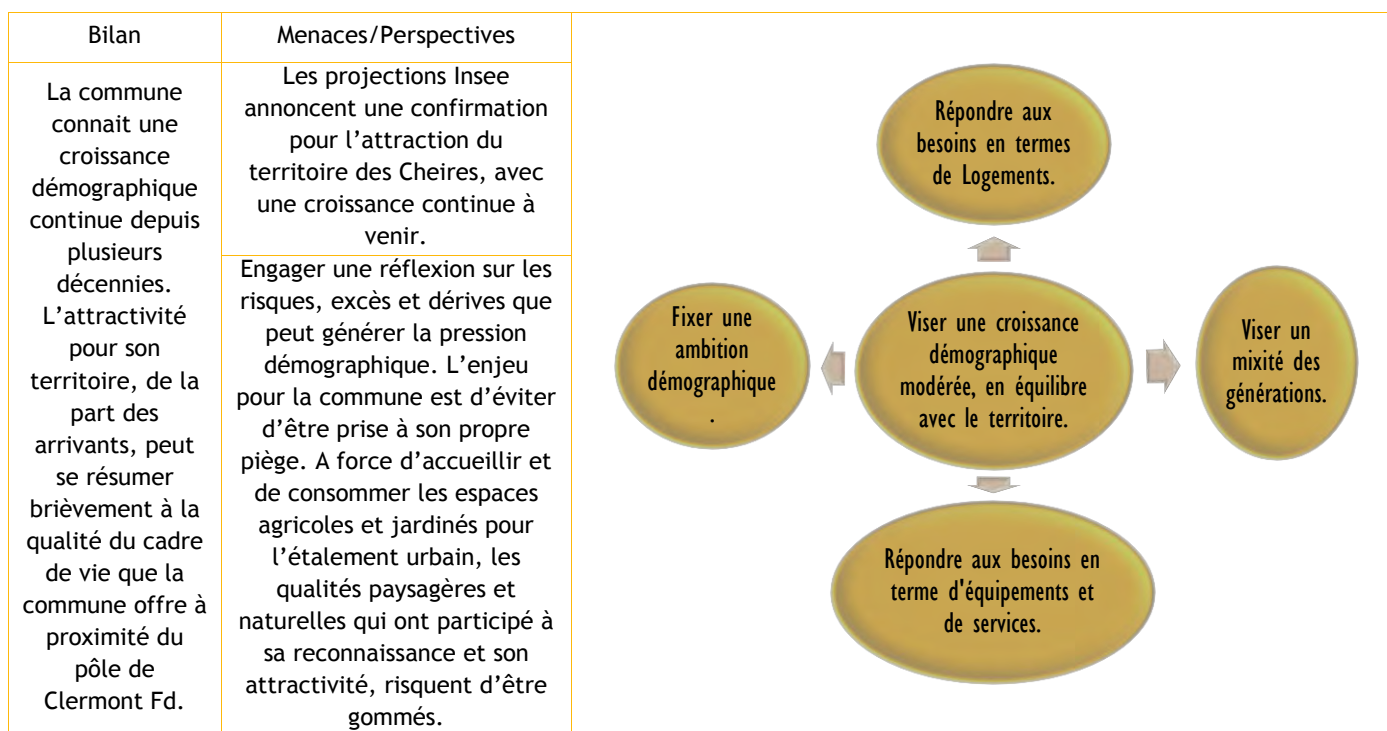 Bilan
Menaces/Perspectives
La commune
connait une
croissance
démographique
continue depuis
plusieurs
décennies.
L’attractivité
pour son
territoire, de la
part des
arrivants, peut
se résumer
brièvement à la
qualité du cadre
de vie que la
commune offre à
proximité du
pôle de
Clermont Fd.
Les projections Insee
annoncent une confirmation
pour l’attraction du
territoire des Cheires, avec
une croissance continue à
venir.
Engager une réflexion sur les
risques, excès et dérives que
peut générer la pression
démographique. L’enjeu
pour la commune est d’éviter
d’être prise à son propre
piège. A force d’accueillir et
de consommer les espaces
agricoles et jardinés pour
l’étalement urbain, les
qualités paysagères et
naturelles qui ont participé à
sa reconnaissance et son
attractivité, risquent d’être
gommés.
Répondre aux
besoins en termes
de Logements.
Fixer une
ambition
démographique
.
Viser une croissance
démographique
modérée, en équilibre
avec le territoire.
Viser un
mixité des
générations.
Répondre aux besoins en
terme d'équipements et
de services.